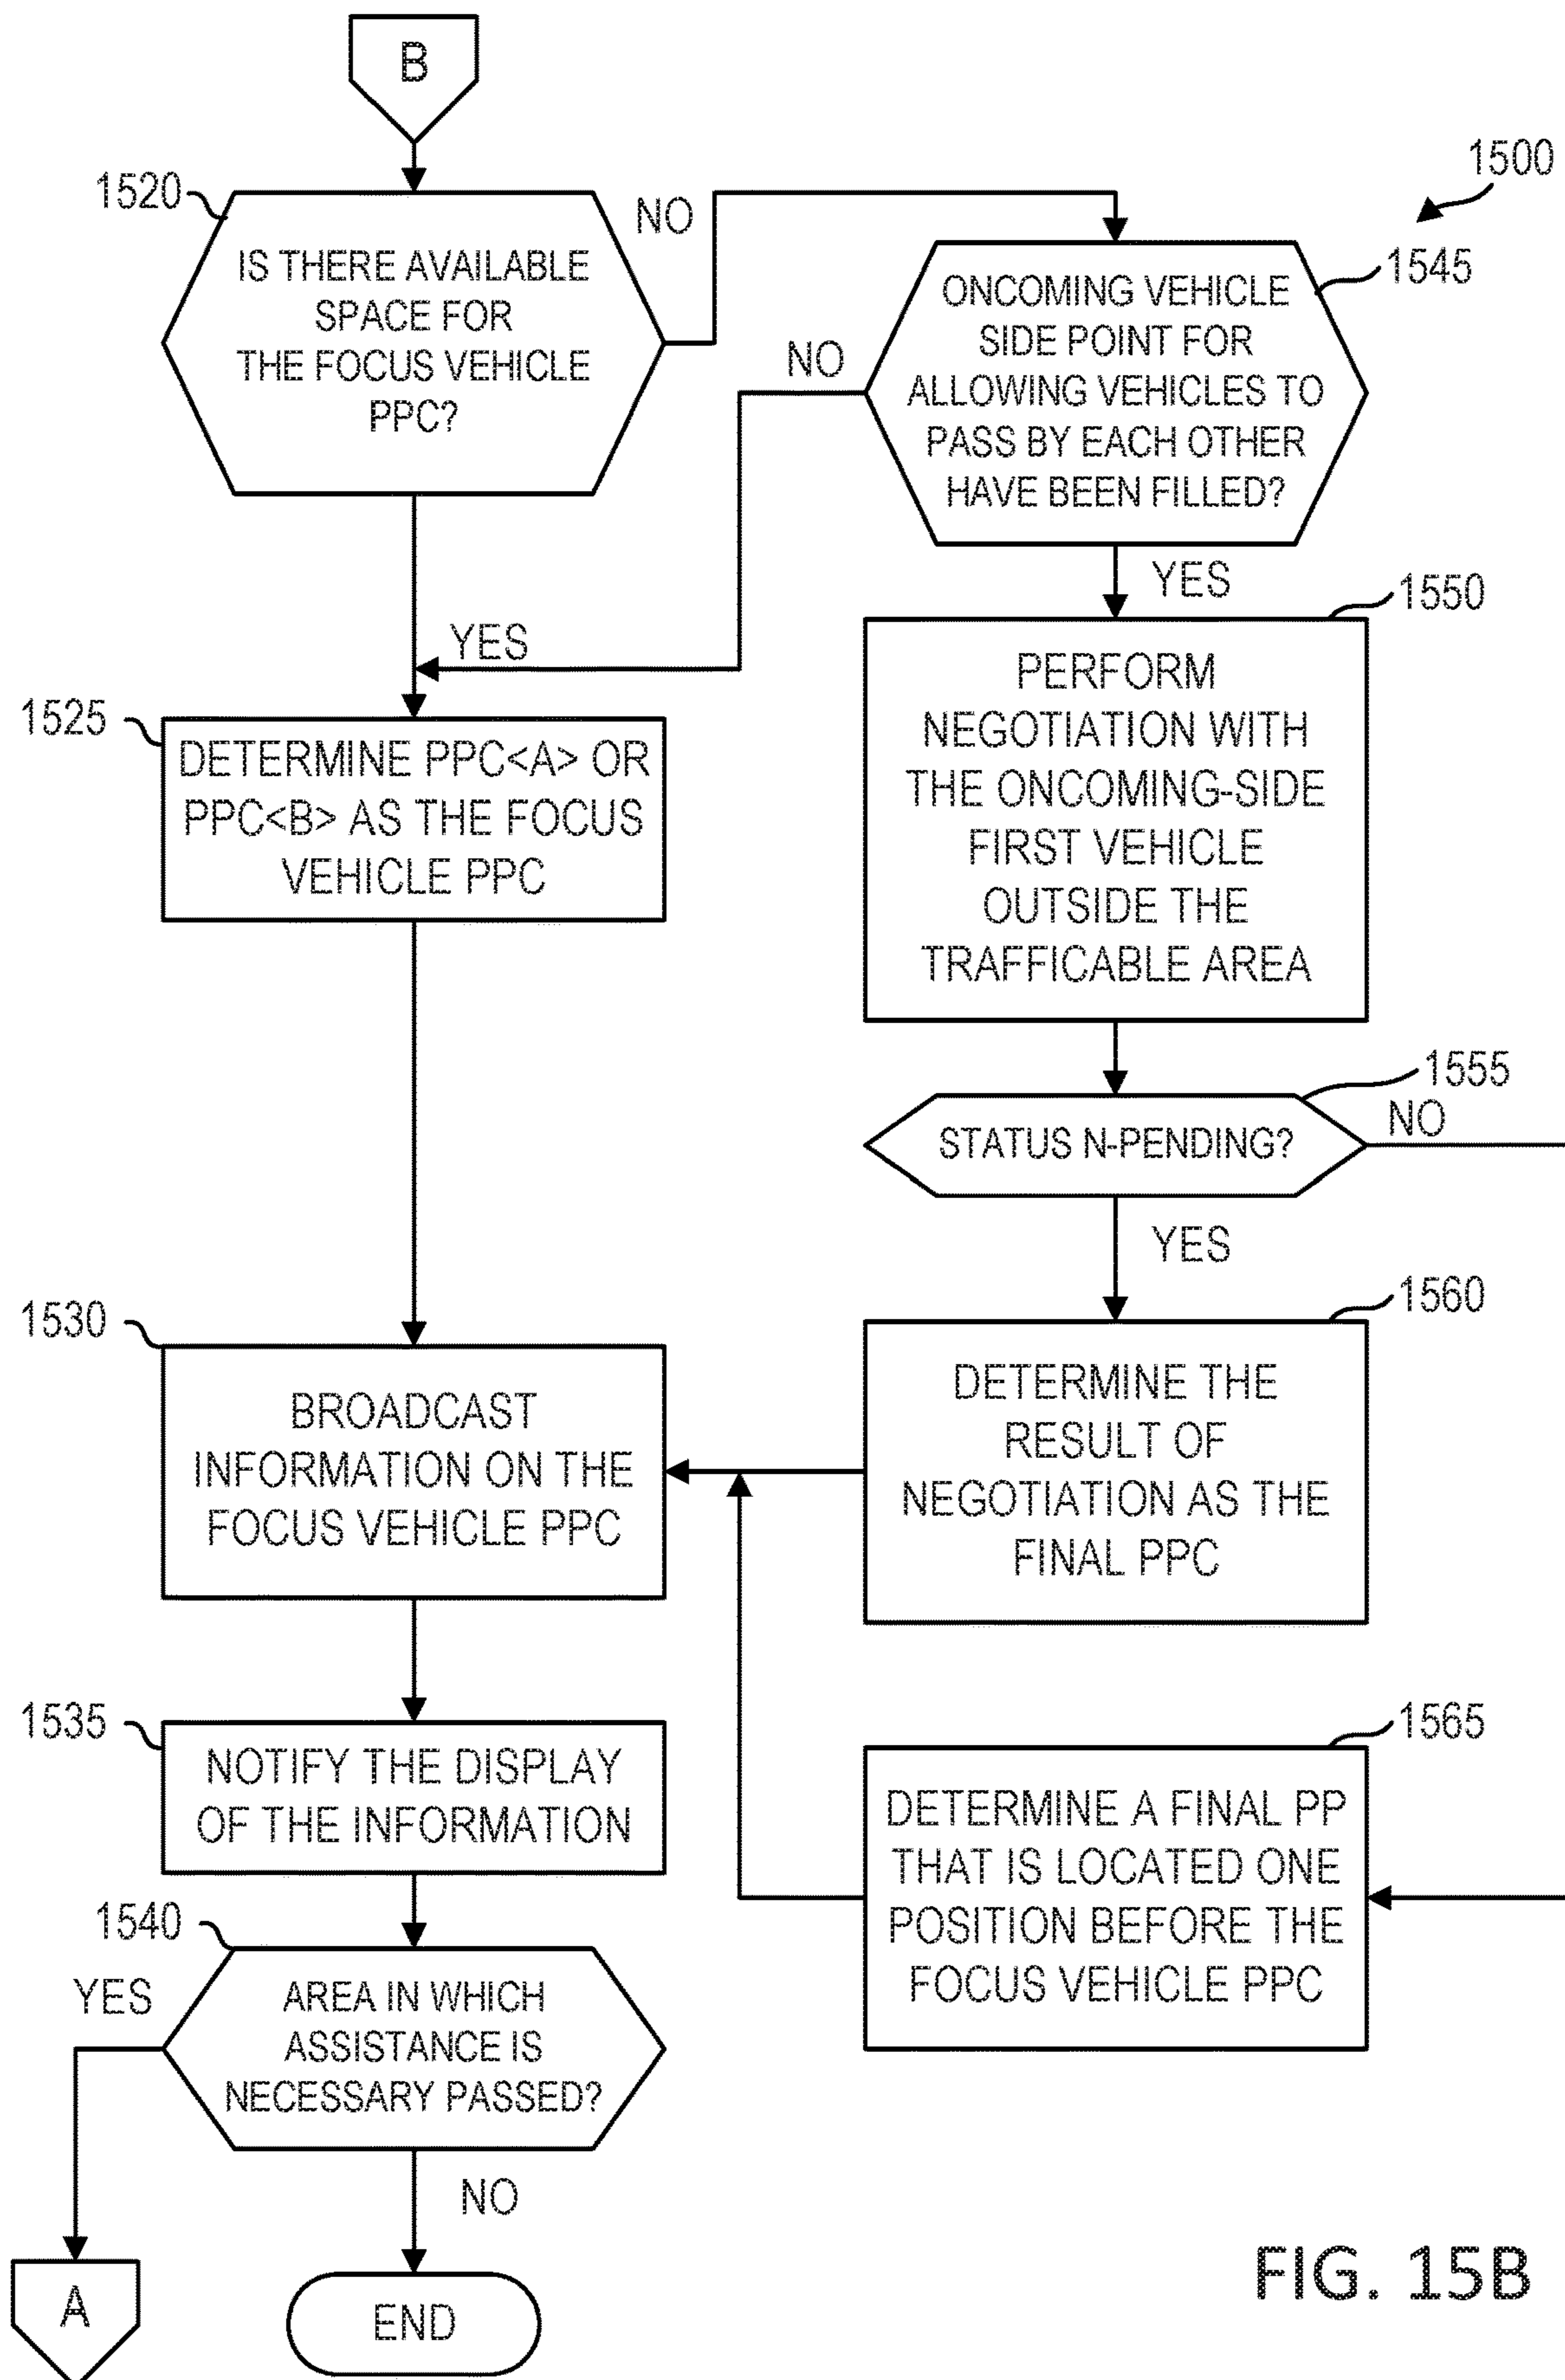 B
1500
1520
IS THERE AVAILABLE
SPACE FOR
THE FOCUS VEHICLE
PPC?
NO
1545
ONCOMING VEHICLE
SIDE POINT FOR
ALLOWING VEHICLES TO
PASS BY EACH OTHER
HAVE BEEN FILLED?
NO
YES
YES
1525
DETERMINE PPC<A> OR
PPC<B> AS THE FOCUS
VEHICLE PPC
1550
PERFORM
NEGOTIATION WITH
THE ONCOMING-SIDE
FIRST VEHICLE
OUTSIDE THE
TRAFFICABLE AREA
1555
STATUS N-PENDING?
NO
YES
1530
BROADCAST
INFORMATION ON THE
FOCUS VEHICLE PPC
1560
DETERMINE THE
RESULT OF
NEGOTIATION AS THE
FINAL PPC
1535
NOTIFY THE DISPLAY
OF THE INFORMATION
1565
DETERMINE A FINAL PP
THAT IS LOCATED ONE
POSITION BEFORE THE
FOCUS VEHICLE PPC
1540
YES
AREA IN WHICH
ASSISTANCE IS
NECESSARY PASSED?
NO
A
END
FIG. 15B